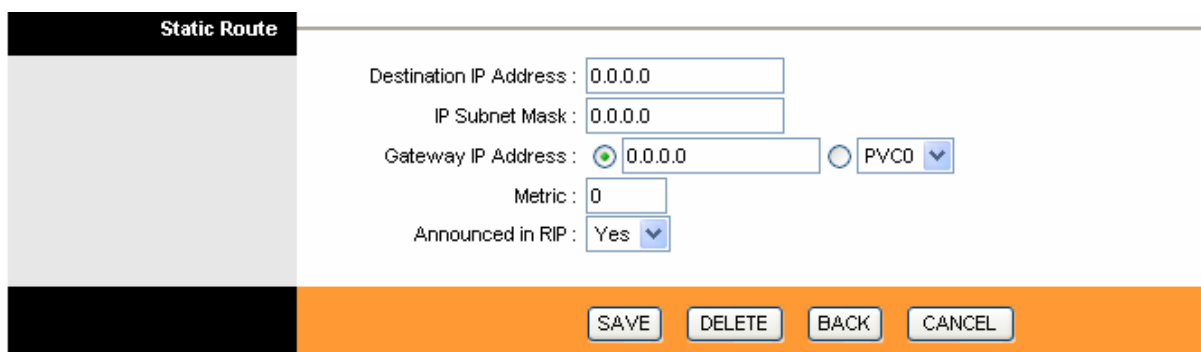 Static Route
Destination IP Address : 0.0.0.0
IP Subnet Mask : 0.0.0.0
Gateway IP Address : 0.0.0.0 PVC0
Metric : 0
Announced in RIP : Yes
SAVE DELETE BACK CANCEL